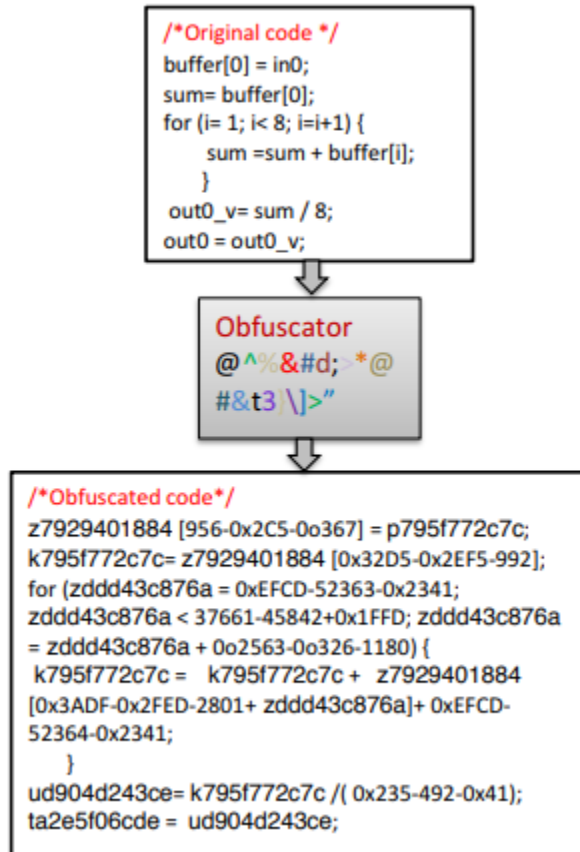 /*Original code */
buffer[0] = in0;
sum= buffer[0];
for (i= 1; i< 8; i=i+1) {
sum =sum + buffer[i];
}
out0_v= sum / 8;
out0 = out0_v;
Obfuscator
@^%&#d;>*@
#&t3}\]>”
/*Obfuscated code*/
z7929401884 [956-0x2C5-0o367] = p795f772c7c;
k795f772c7c= z7929401884 [0x32D5-0x2EF5-992];
for (zddd43c876a = 0xEFCD-52363-0x2341;
zddd43c876a < 37661-45842+0x1FFD; zddd43c876a
= zddd43c876a + 0o2563-0o326-1180) {
k795f772c7c = k795f772c7c + z7929401884
[0x3ADF-0x2FED-2801+ zddd43c876a]+ 0xEFCD-
52364-0x2341;
}
ud904d243ce= k795f772c7c /( 0x235-492-0x41);
ta2e5f06cde = ud904d243ce;